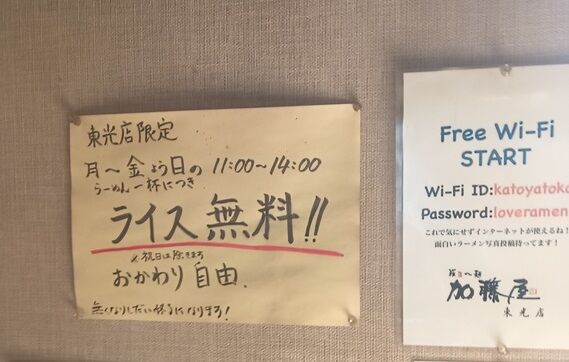 東光店限定
月〜金よう日の 11:00〜14:00
らーめん一杯につき
ライス無料!!
※祝日は除きます
おかわり自由.
無くなりしだい終了になります!
Free Wi-Fi
START
Wi-Fi ID:katoyatoko
Password:loveramen
これで気にせずインターネットが使えるね!
面白いラーメン写真投稿待ってます!
加藤屋
東光店